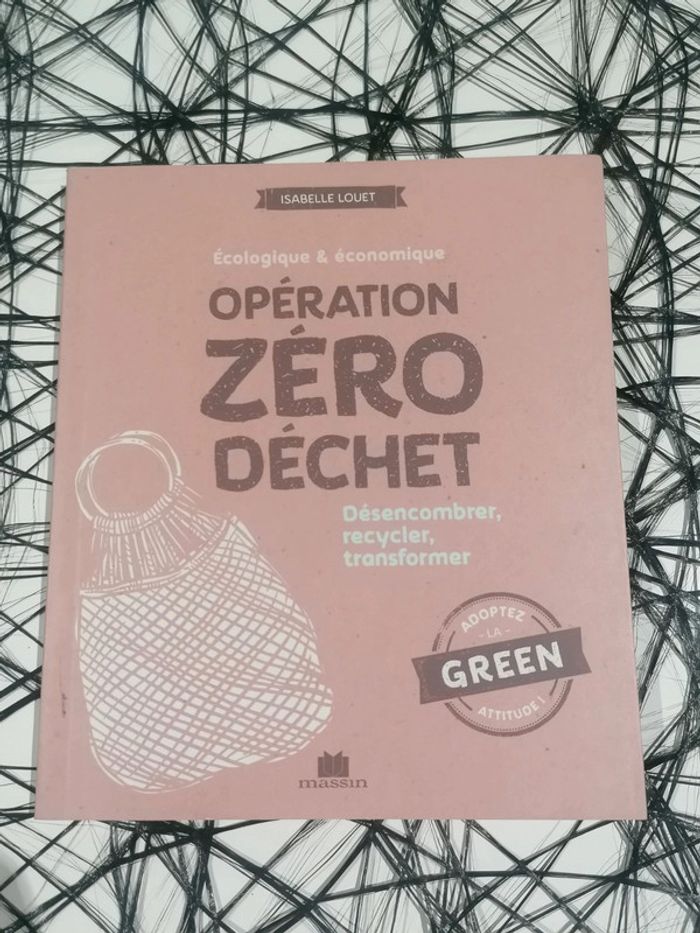 ISABELLE LOUET
Écologique & économique
OPÉRATION
ZÉRO
DÉCHET
Désencombrer,
recycler,
transformer
ADOPTEZ
- LA -
GREEN
ATTITUDE !
massin